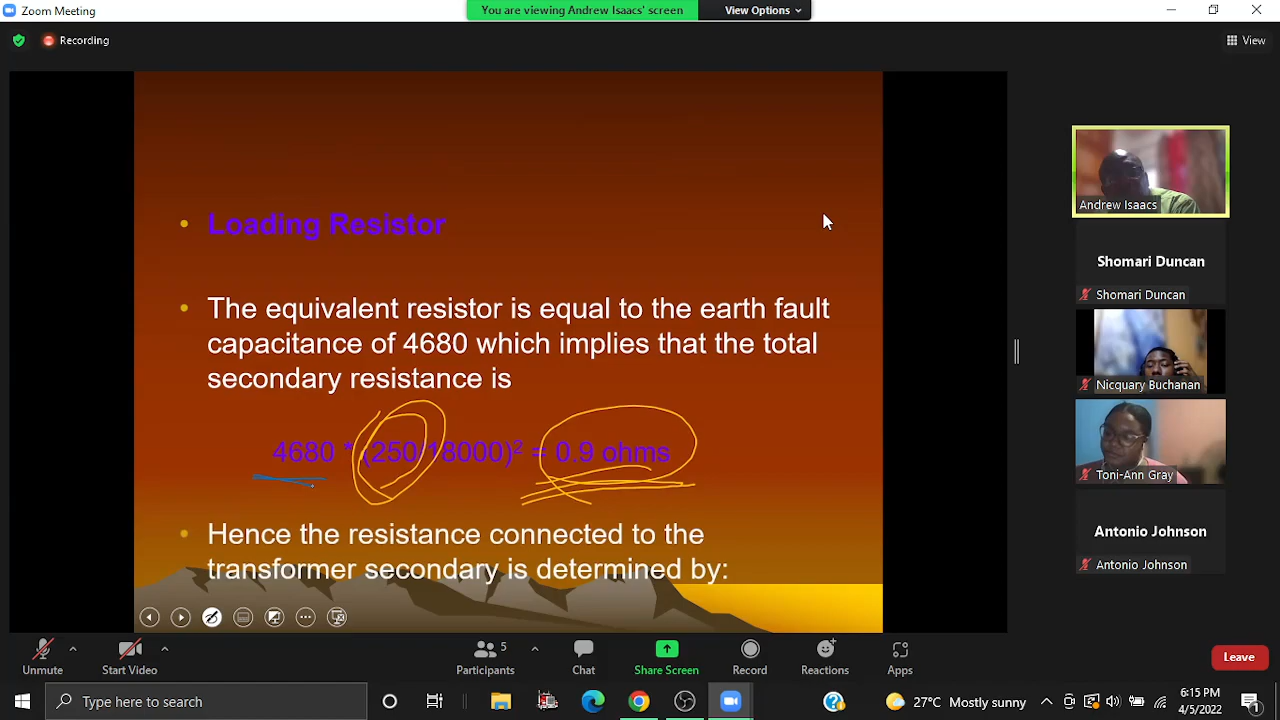 Zoom Meeting
You are viewing Andrew Isaacs' screen
View Options
Recording
View
• Loading Resistor
• The equivalent resistor is equal to the earth fault
capacitance of 4680 which implies that the total
secondary resistance is
4680 * (250/18000)² = 0.9 ohms
• Hence the resistance connected to the
transformer secondary is determined by:
Andrew Isaacs
Shomari Duncan
Shomari Duncan
Nicquary Buchanan
Toni-Ann Gray
Antonio Johnson
Antonio Johnson
Unmute
Start Video
5
Participants
Chat
Share Screen
Record
Reactions
Apps
Leave
Type here to search
27°C Mostly sunny
6:15 PM
4/5/2022
1